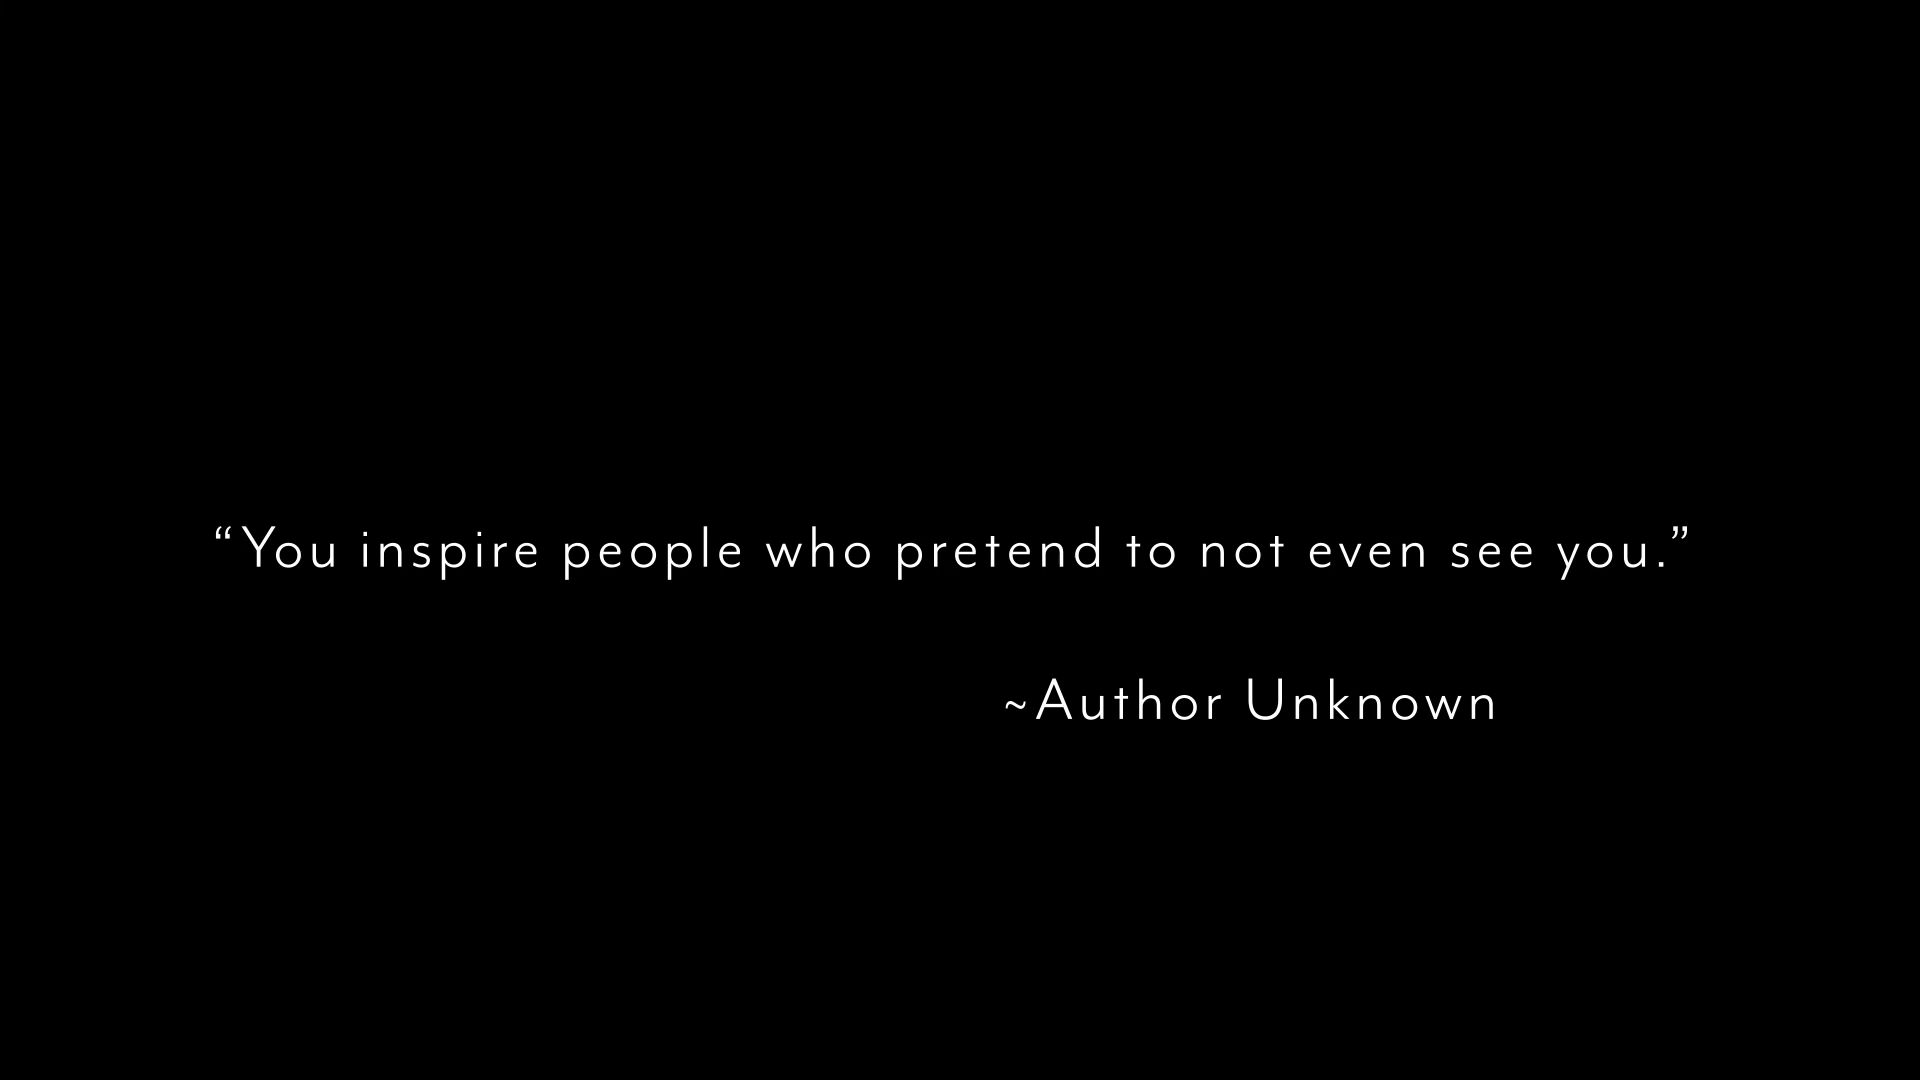 “You inspire people who pretend to not even see you.”
~Author Unknown